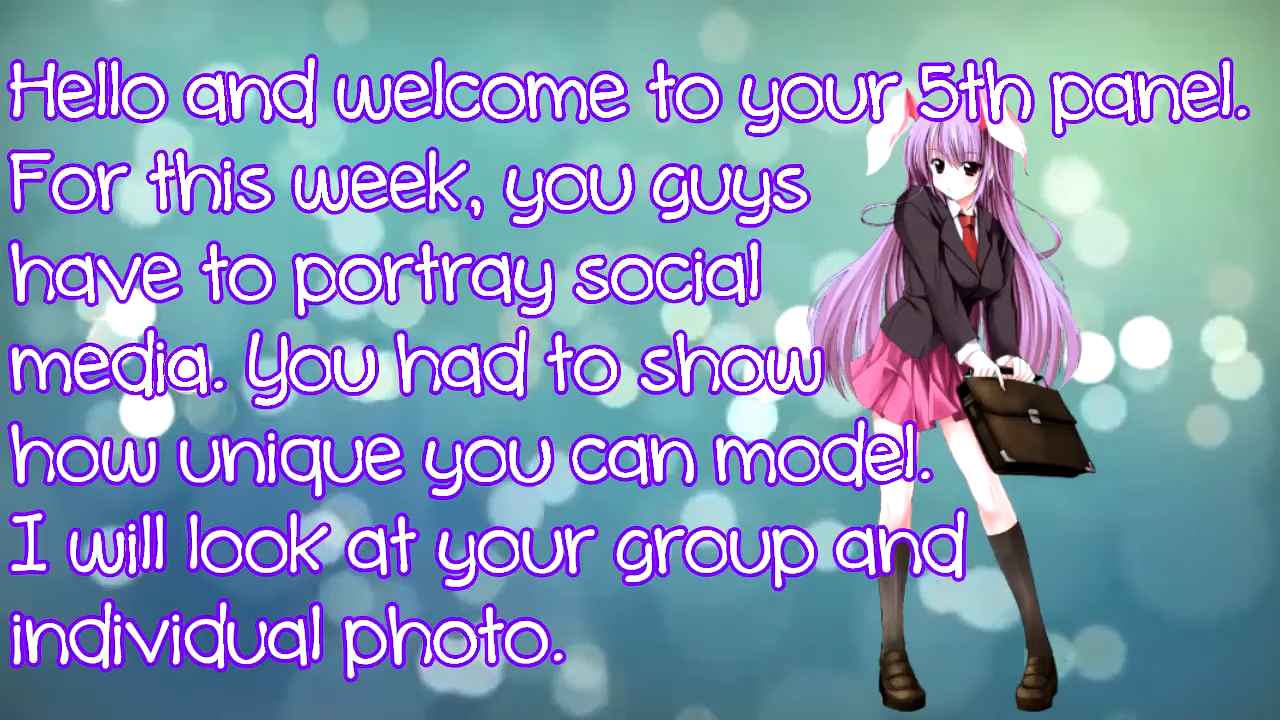 Hello and welcome to your 5th panel.
For this week, you guys
have to portray social
media. You had to show
how unique you can model.
I will look at your group and
individual photo.